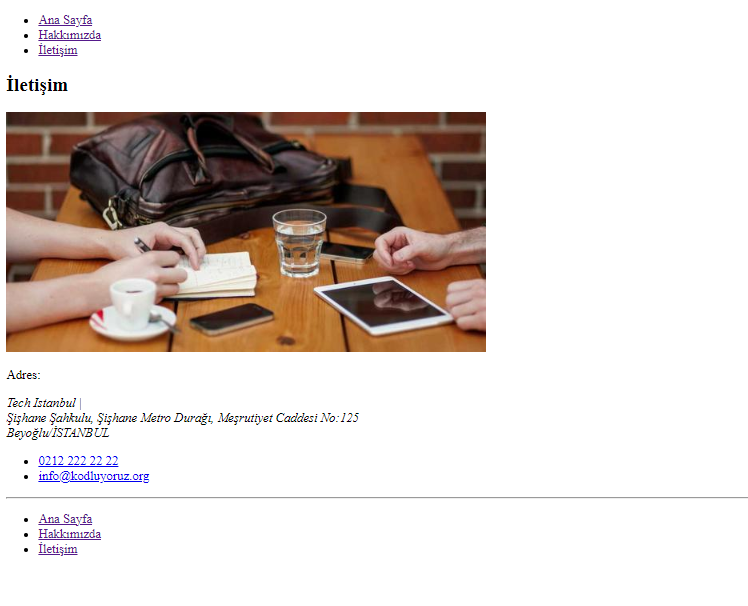 Ana Sayfa
Hakkımızda
İletişim
İletişim
Adres:
Tech Istanbul |
Şişhane Şahkulu, Şişhane Metro Durağı, Meşrutiyet Caddesi No:125
Beyoğlu/İSTANBUL
0212 222 22 22
info@kodluyoruz.org
Ana Sayfa
Hakkımızda
İletişim